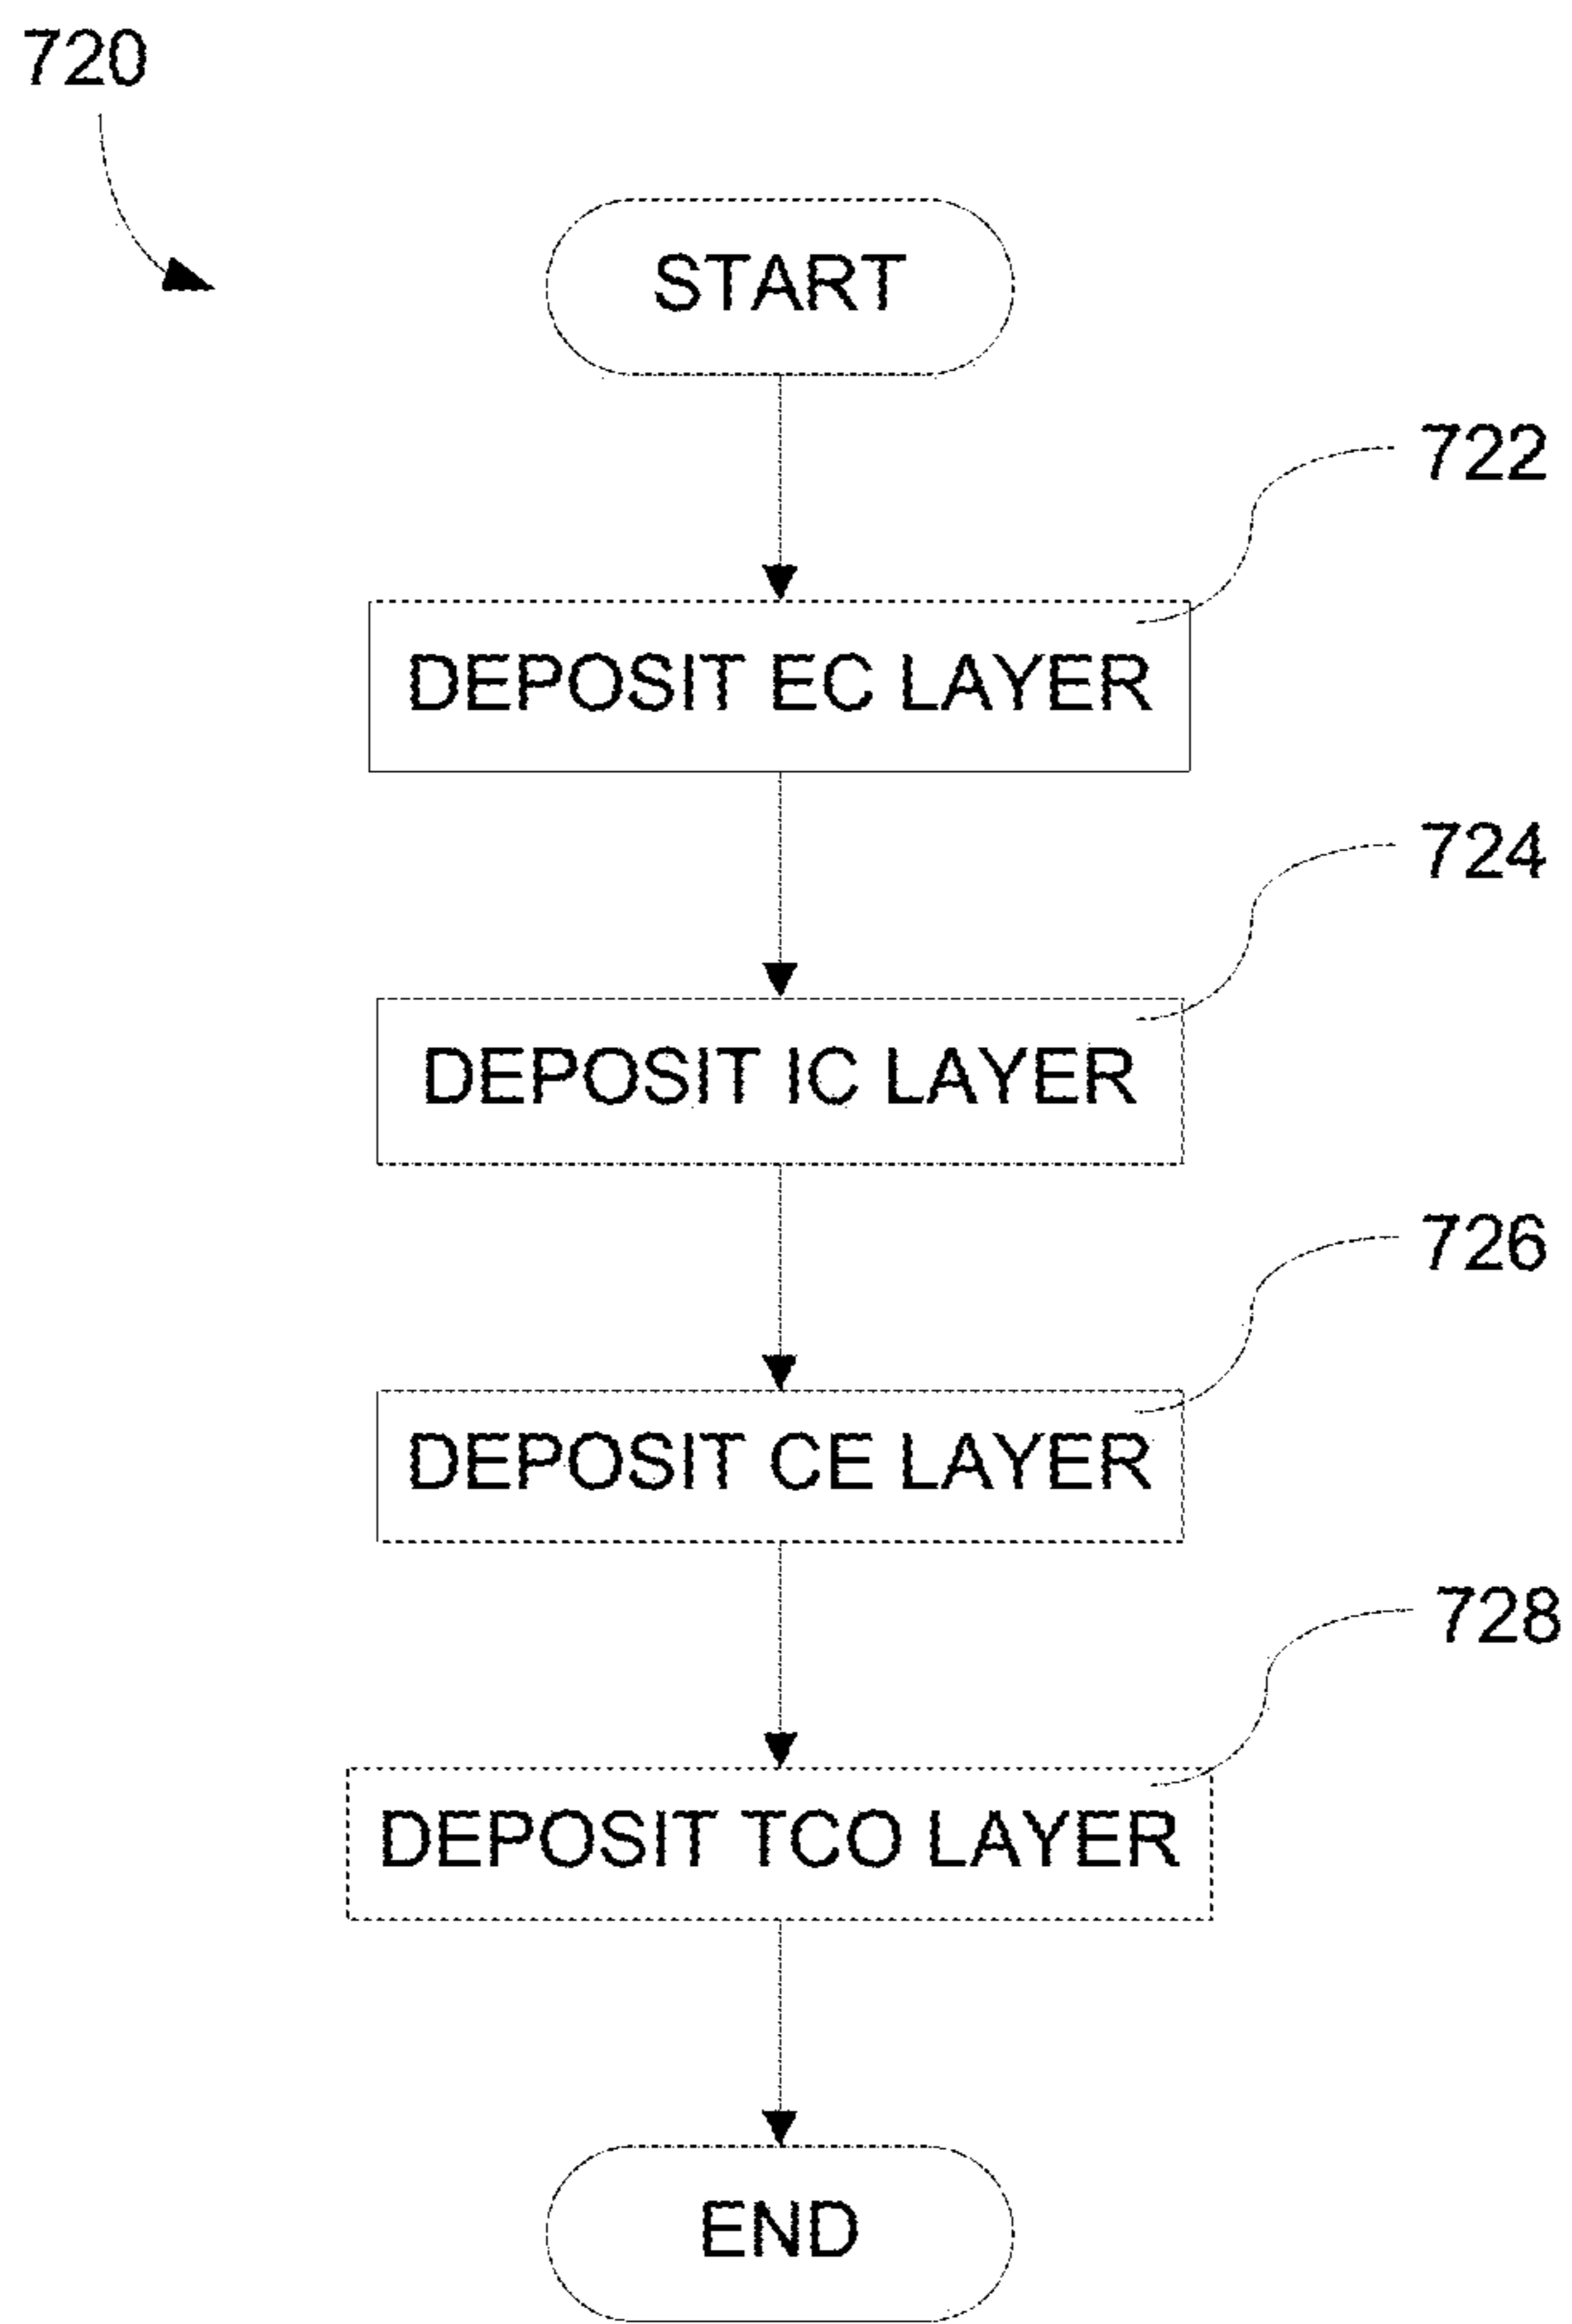 720
START
722
DEPOSIT EC LAYER
724
DEPOSIT IC LAYER
726
DEPOSIT CE LAYER
728
DEPOSIT TCO LAYER
END